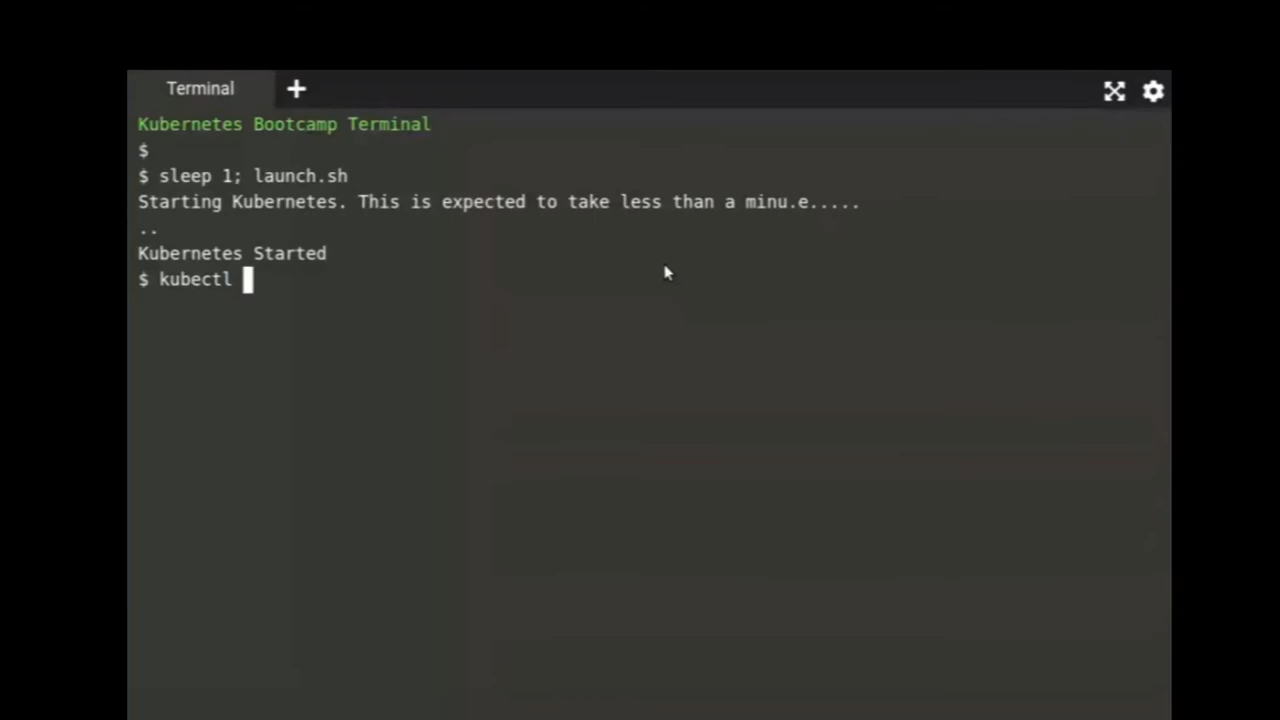 Terminal +
Kubernetes Bootcamp Terminal
$
$ sleep 1; launch.sh
Starting Kubernetes. This is expected to take less than a minu.e.....
..
Kubernetes Started
$ kubectl